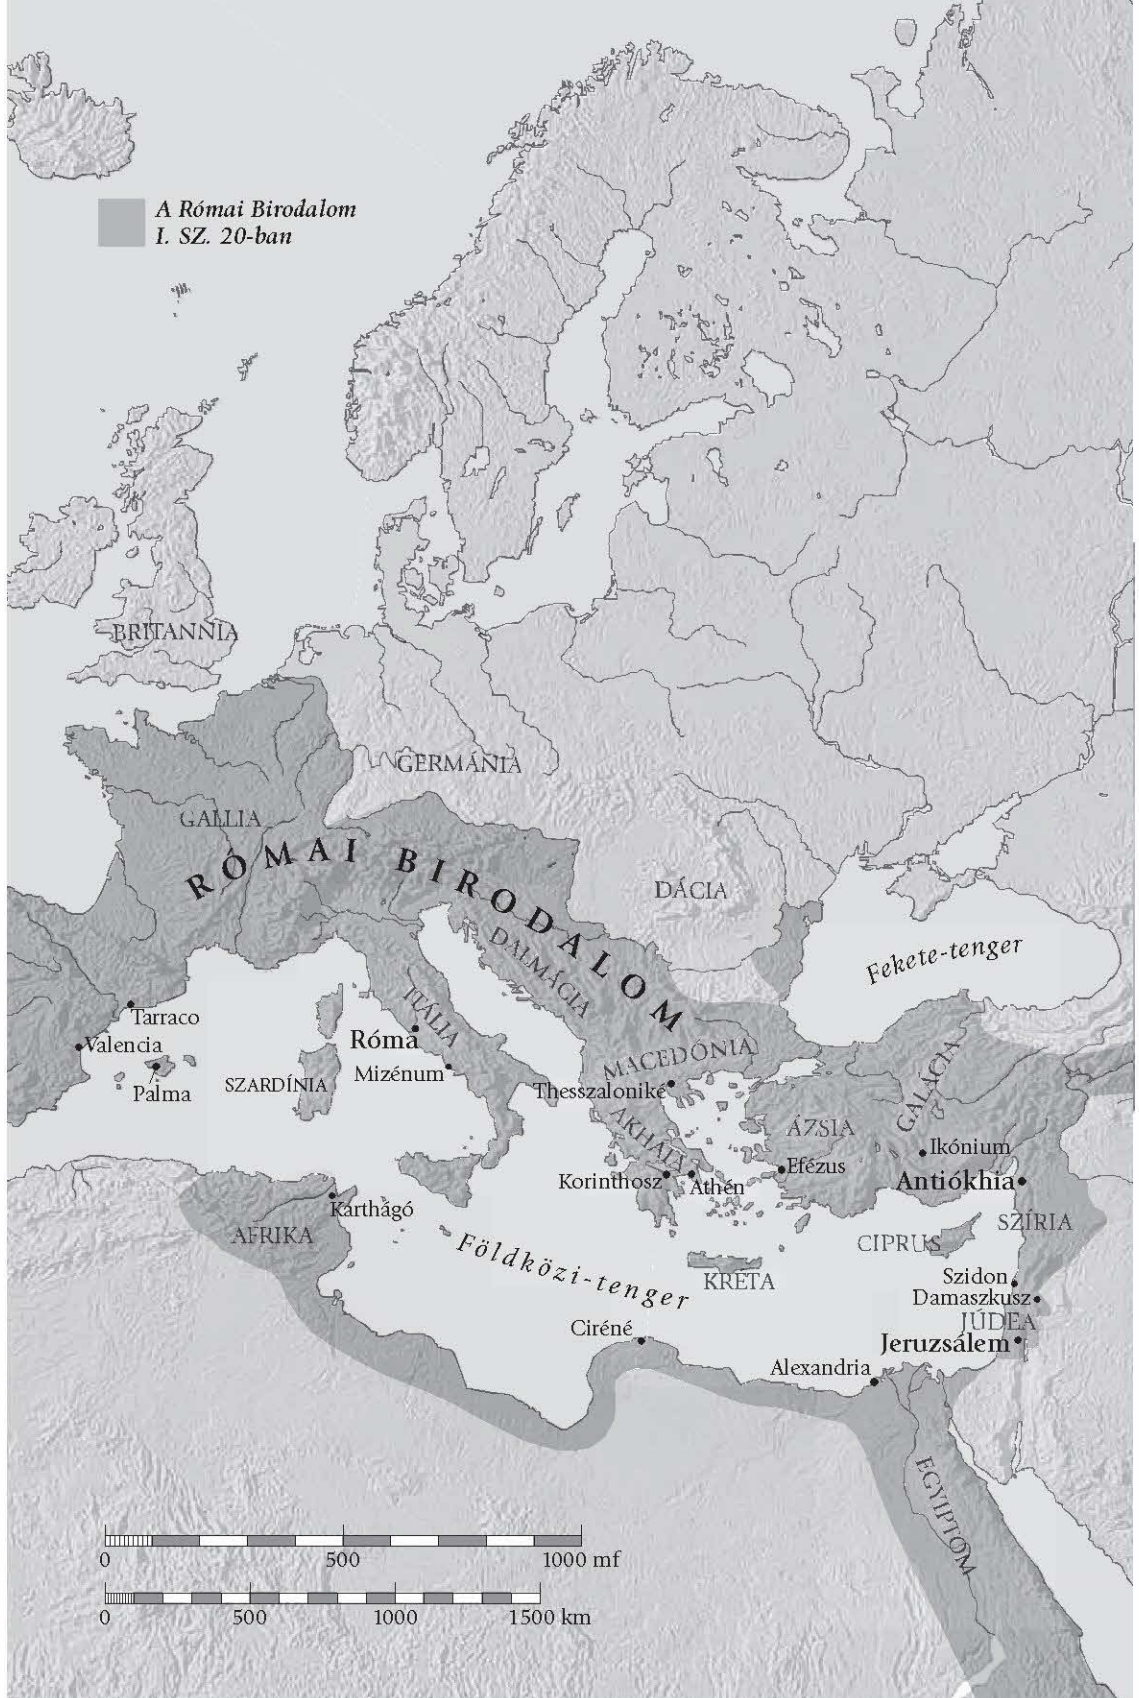 A Római Birodalom
I. SZ. 20-ban
BRITANNIA
GERMÁNIA
GALLIA
RÓMAI BIRODALOM
DÁCIA
Fekete-tenger
DALMÁCIA
ITÁLIA
Tarraco
Valencia
Palma
SZARDÍNIA
Róma
Mizénum
MACEDÓNIA
Thesszaloniké
AKHÁIA
GALÁCIA
ÁZSIA
Ikónium
Efézus
Antiókhia
Korinthosz
Athén
Karthágó
AFRIKA
SZÍRIA
CIPRUS
Földközi-tenger
KRÉTA
Szidon
Damaszkusz
JÚDEA
Jeruzsálem
Ciréné
Alexandria
EGYIPTOM
0 500 1000 mf
0 500 1000 1500 km